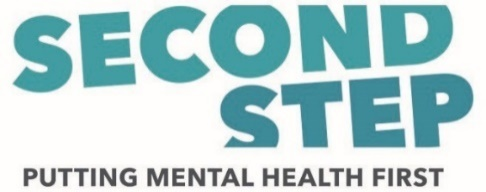 SECOND
STEP
PUTTING MENTAL HEALTH FIRST